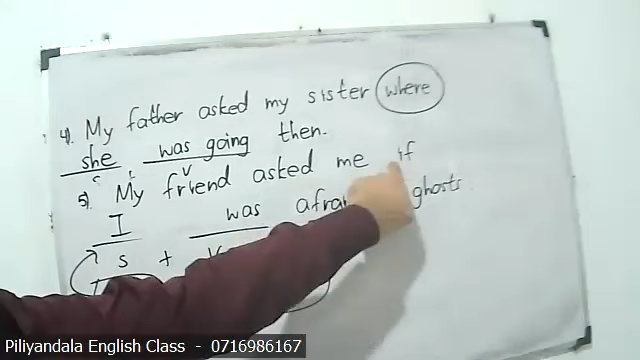 4). My father asked my sister where
she was going then.
5). My friend asked me if
I was ghosts
s + v
Piliyandala English Class - 0716986167